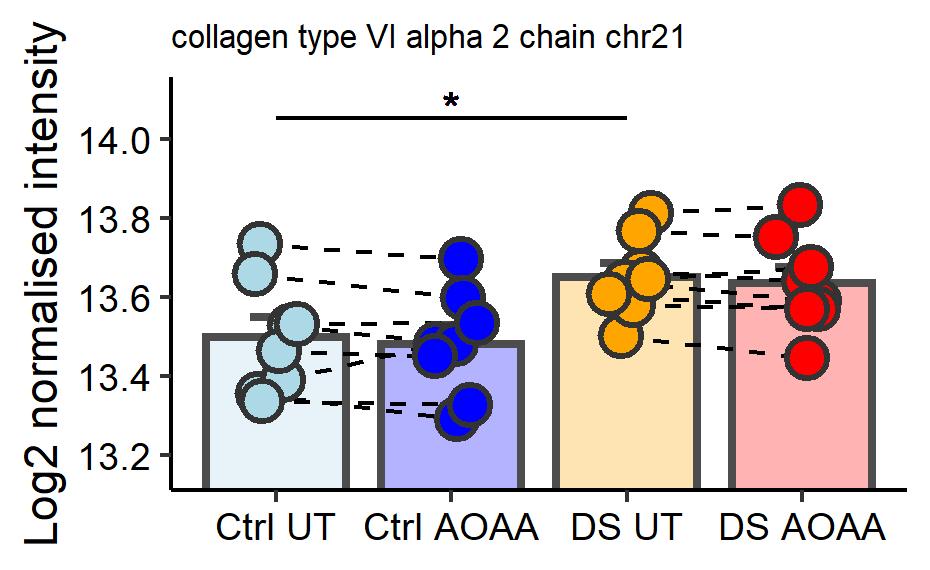 collagen type VI alpha 2 chain chr21
*
Log2 normalised intensity
14.0
13.8
13.6
13.4
13.2
Ctrl UT Ctrl AOAA DS UT DS AOAA